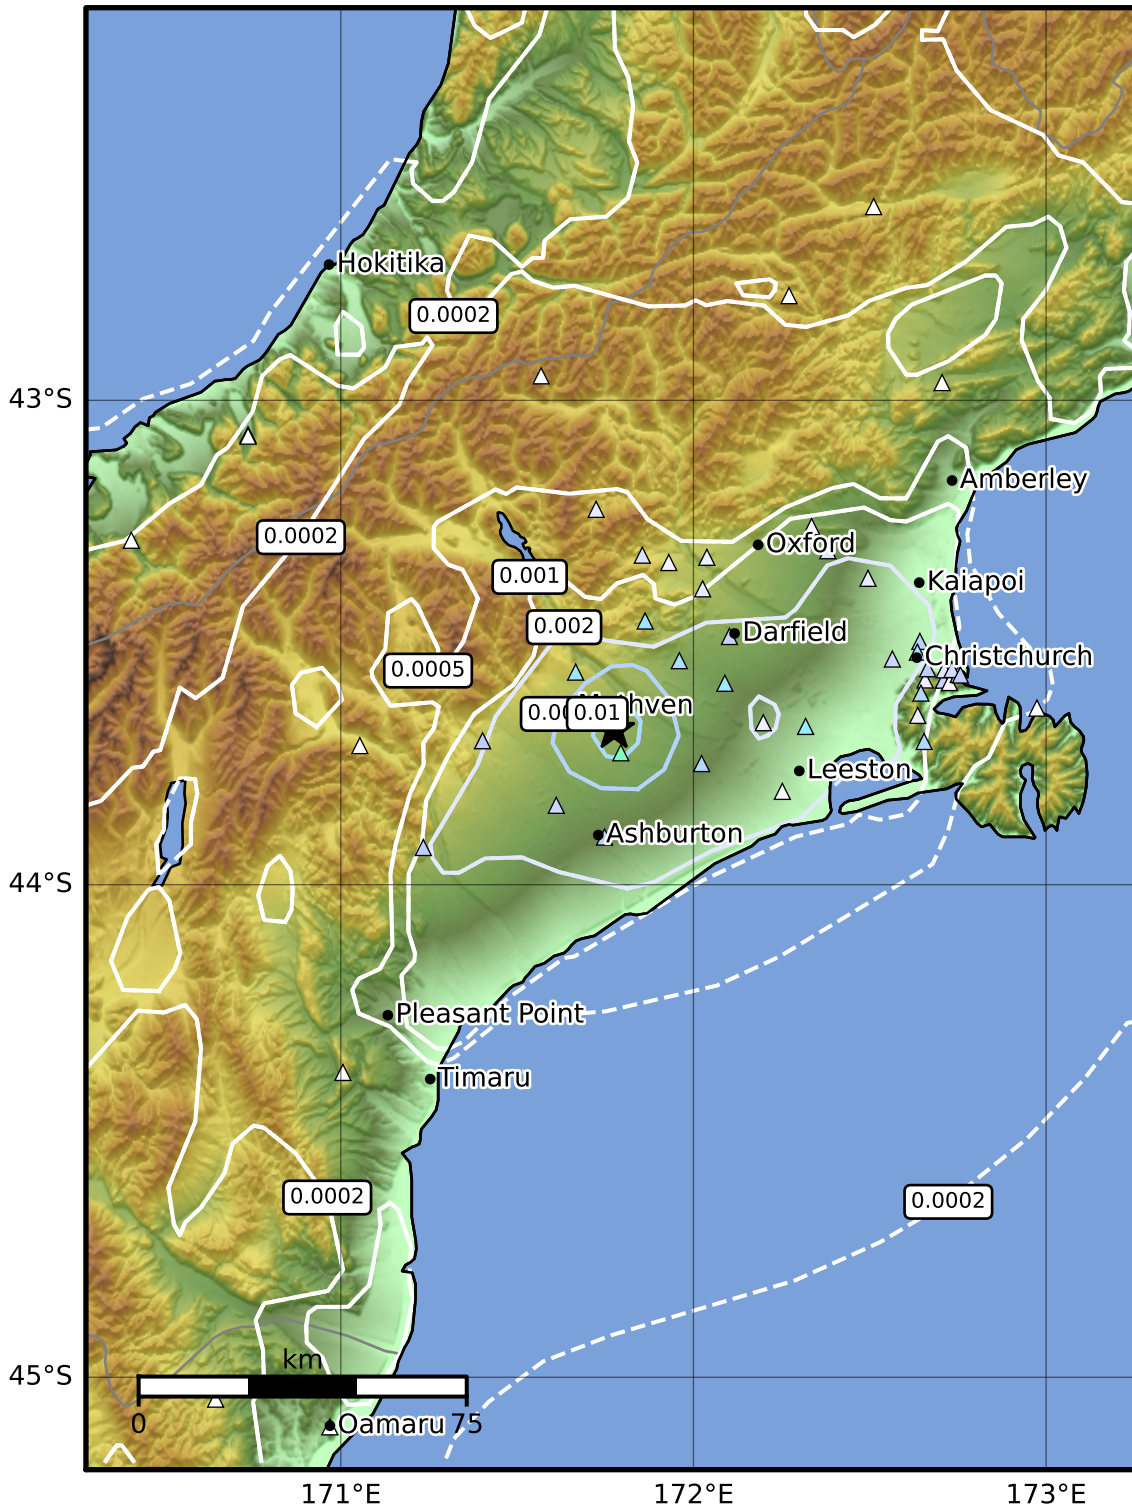 Hokitika
0.0002
43°S
Amberley
0.0002
Oxford
0.001
Kaiapoi
0.002
Darfield
0.0005
Christchurch
0.01
Leeston
Ashburton
44°S
Pleasant Point
Timaru
0.0002
0.0002
km
45°S
0
75
Oamaru
171°E
172°E
173°E